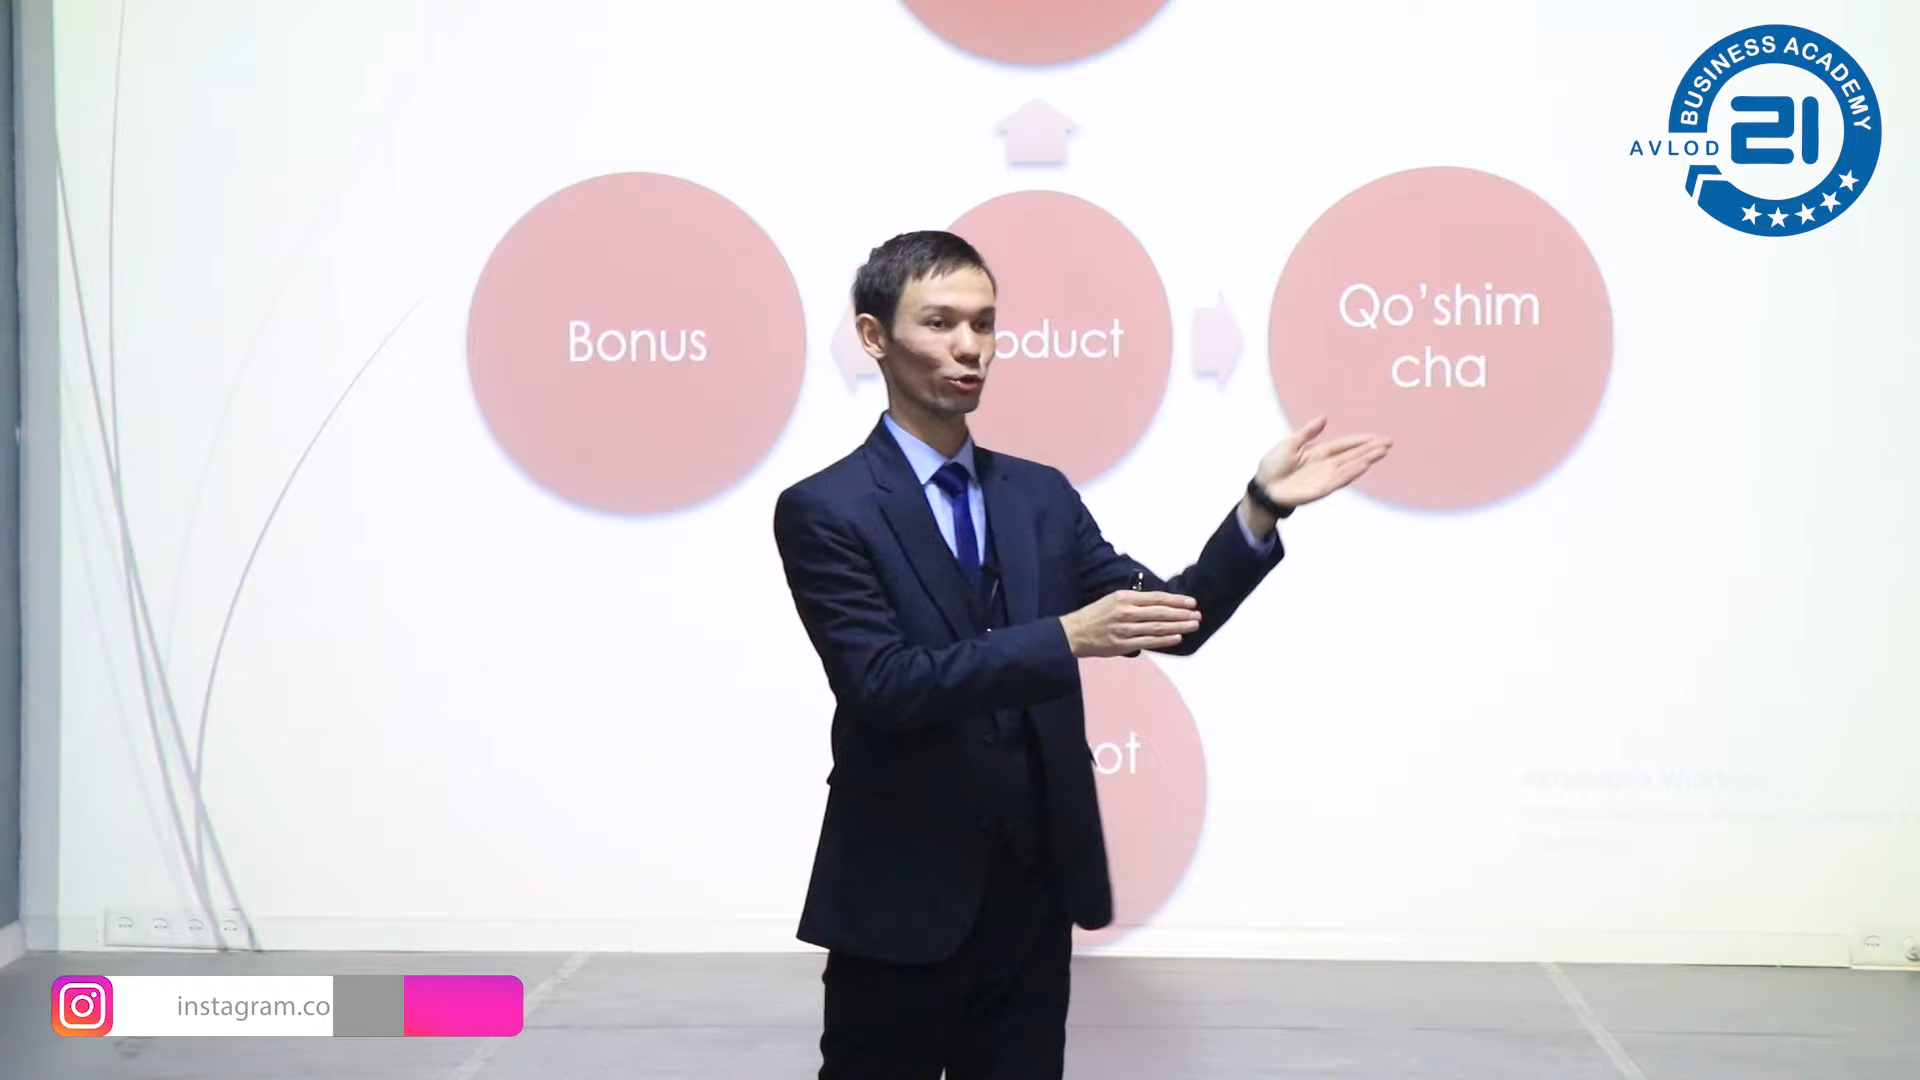 BUSINESS ACADEMY
AVLOD 21
Bonus
oduct
Qo'shim
cha
ot
instagram.co